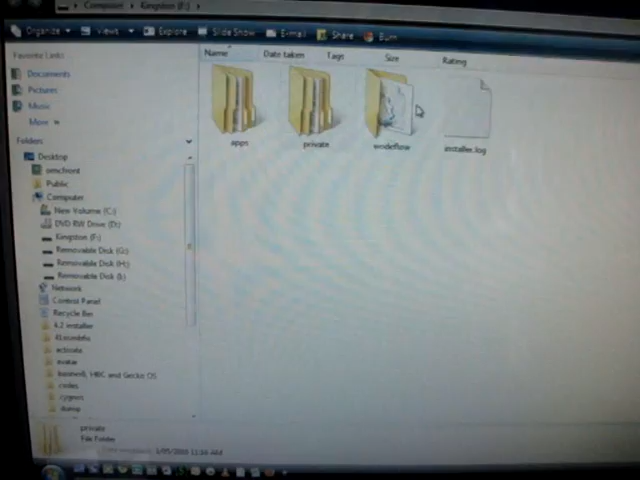 Computer ▸ Kingston (F:) ▸
Organize Views Explore Slide Show E-mail Share Burn
Favorite Links
Name Date taken Tags Size Rating
Documents
Pictures
Music
More »
Folders
apps private wodeflow installer.log
Desktop
omcfront
Public
Computer
New Volume (C:)
DVD RW Drive (D:)
Kingston (F:)
Removable Disk (G:)
Removable Disk (H:)
Removable Disk (I:)
Network
Control Panel
Recycle Bin
4.2 installer
activate
avatar
bannerB, HBC and Gecko OS
codes
cygwin
dump
private
File Folder